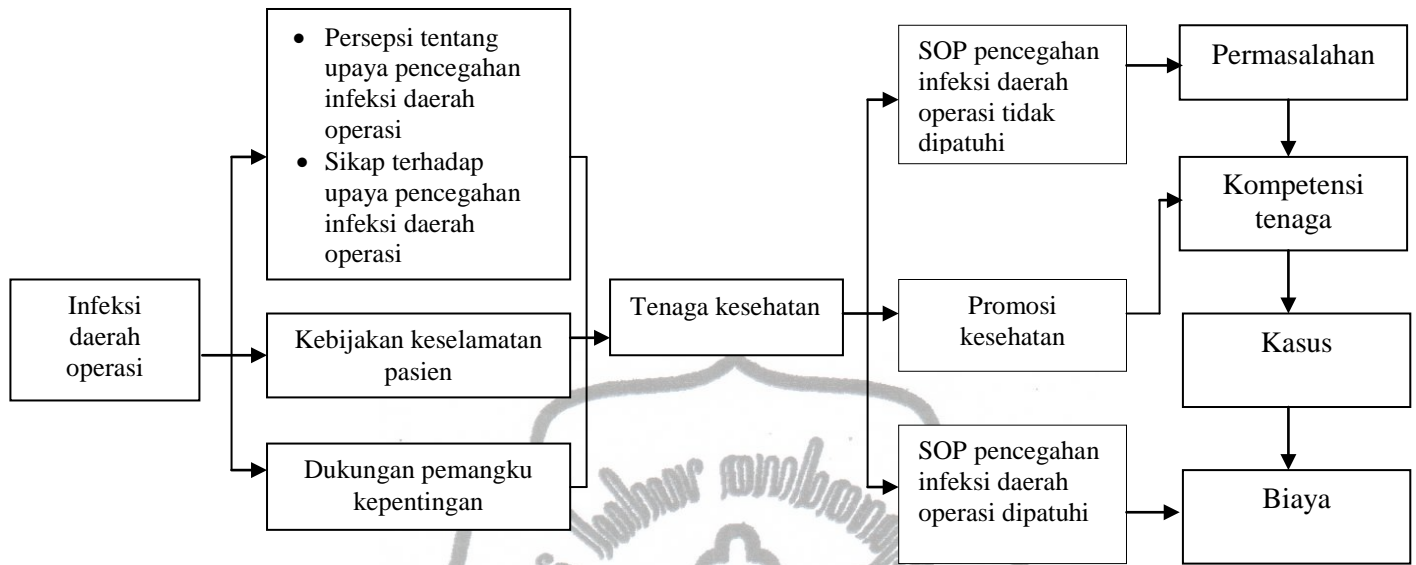 • Persepsi tentang
upaya pencegahan
infeksi daerah
operasi
• Sikap terhadap
upaya pencegahan
infeksi daerah
operasi
Infeksi
daerah
operasi
Kebijakan keselamatan
pasien
Dukungan pemangku
kepentingan
Tenaga kesehatan
SOP pencegahan
infeksi daerah
operasi tidak
dipatuhi
Promosi
kesehatan
SOP pencegahan
infeksi daerah
operasi dipatuhi
Permasalahan
Kompetensi
tenaga
Kasus
Biaya